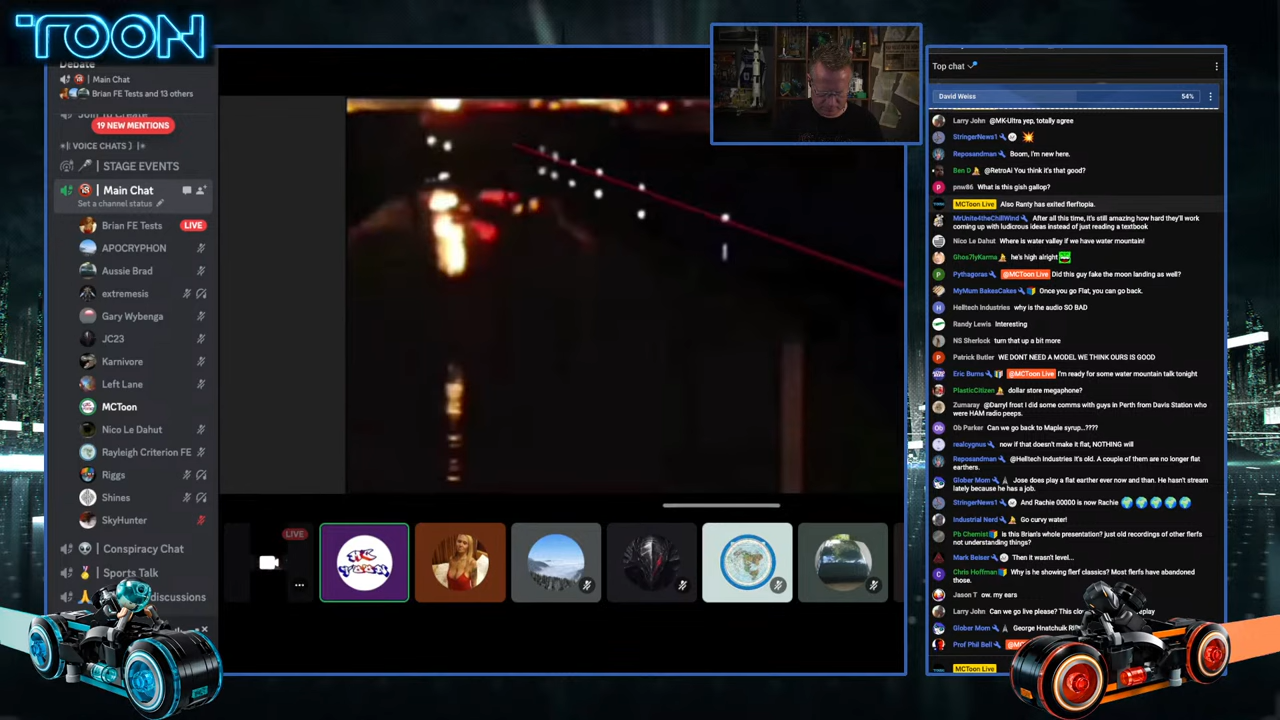 TOON
Debate
Main Chat
Brian FE Tests and 13 others
Join to Create
19 NEW MENTIONS
VOICE CHATS
STAGE EVENTS
Main Chat
Set a channel status
Brian FE Tests
LIVE
APOCRYPHON
Aussie Brad
extremesis
Gary Wybenga
JC23
Karnivore
Left Lane
MCToon
Nico Le Dahut
Rayleigh Criterion FE
Riggs
Shines
SkyHunter
Conspiracy Chat
Sports Talk
discussions
LIVE
MC TOON
Top chat
David Weiss 54%
Larry John @MK-Ultra yep, totally agree
StringerNews1
Reposandman Boom, I'm new here.
Ben D @RetroAi You think it's that good?
pnw86 What is this gish gallop?
MCToon Live Also Ranty has exited flerftopia.
MrUnite4theChillWind After all this time, it's still amazing how hard they'll work
coming up with ludicrous ideas instead of just reading a
textbook
Nico Le Dahut Where is water valley if we have water mountain!
Ghos7lyKarma he's high alright
Pythagoras @MCToon Live Did this guy fake the moon landing as well?
MyMum BakesCakes Once you go Flat, you can go back.
Helltech Industries why is the audio SO BAD
Randy Lewis Interesting
NS Sherlock turn that up a bit more
Patrick Butler WE DONT NEED A MODEL WE THINK OURS IS GOOD
Eric Burns @MCToon Live I'm ready for some water mountain talk tonight
PlasticCitizen dollar store megaphone?
Zumaray @Darryl frost I did some comms with guys in Perth from Davis Station who
were HAM radio peeps.
Ob Parker Can we go back to Maple syrup...????
realcygnus now if that doesn't make it flat, NOTHING will
Reposandman @Helltech Industries it's old. A couple of them are no longer flat
earthers.
Glober Mom Jose does play a flat earther ever now and than. He hasn't stream
lately because he has a job.
StringerNews1 And Rachie 00000 is now Rachie
Industrial Nerd Go curvy water!
Pb Chemist Is this Brian's whole presentation? just old recordings of other flerfs
not understanding things?
Mark Beiser Then it wasn't level...
Chris Hoffman Why is he showing flerf classics? Most flerfs have abandoned
those.
Jason T ow. my ears
Larry John Can we go live please? This
Glober Mom George Hnatchuik
Prof Phil Bell
MCToon Live